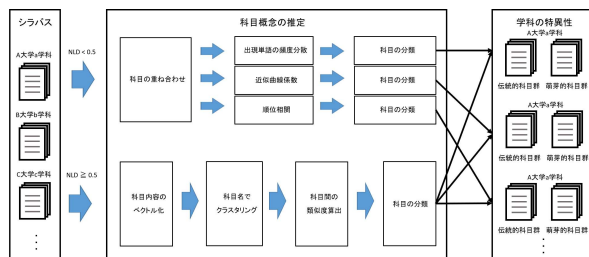 シラバス
A大学a学科
B大学b学科
C大学c学科
・
・
・
NLD < 0.5
NLD ≧ 0.5
科目概念の推定
科目の重ね合わせ
出現単語の頻度分散
科目の分類
近似曲線係数
科目の分類
順位相関
科目の分類
科目内容の
ベクトル化
科目名で
クラスタリング
科目間の
類似度算出
科目の分類
学科の特異性
A大学a学科
伝統的科目群 萌芽的科目群
A大学a学科
伝統的科目群 萌芽的科目群
A大学a学科
伝統的科目群 萌芽的科目群
・
・
・